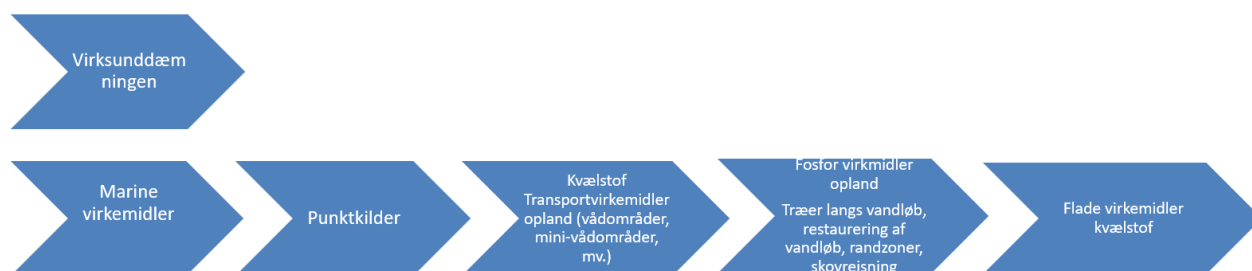 Virksunddæm
ningen
Marine
virkemidler
Punktkilder
Kvælstof
Transportvirkemidler
opland (vådområder,
mini-vådområder,
mv.)
Fosfor virkmidler
opland
Træer langs vandløb,
restaurering af
vandløb, randzoner,
skovrejsning
Flade virkemidler
kvælstof